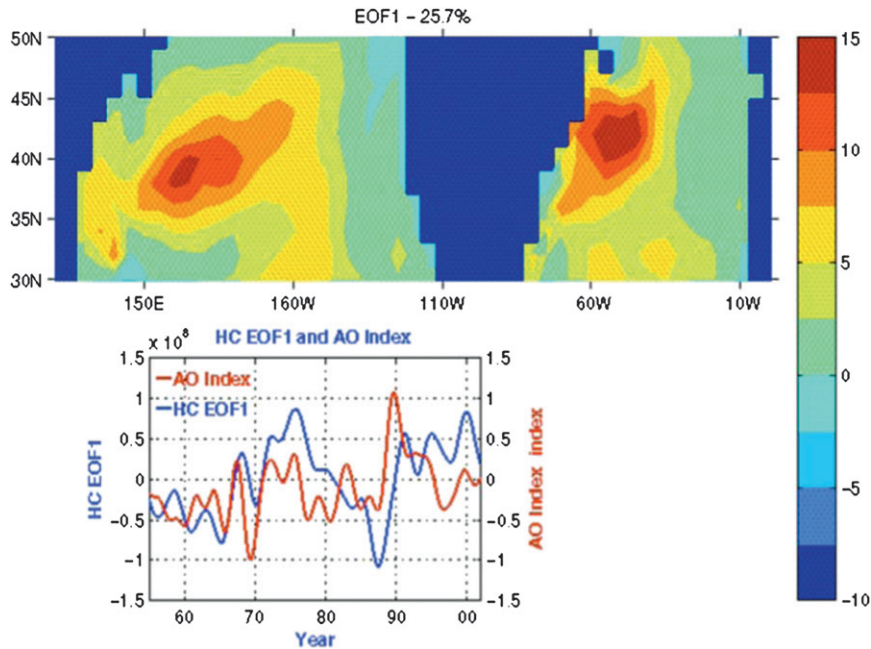 EOF1 – 25.7%
50N
45N
40N
35N
30N
150E 160W 110W 60W 10W
15
10
5
0
−5
−10
HC EOF1 and AO Index
x 10⁸
1.5 1.5
AO Index
1 1
HC EOF1
0.5 0.5
0 0
−0.5 −0.5
−1 −1
−1.5 −1.5
HC EOF1
AO Index index
60 70 80 90 00
Year